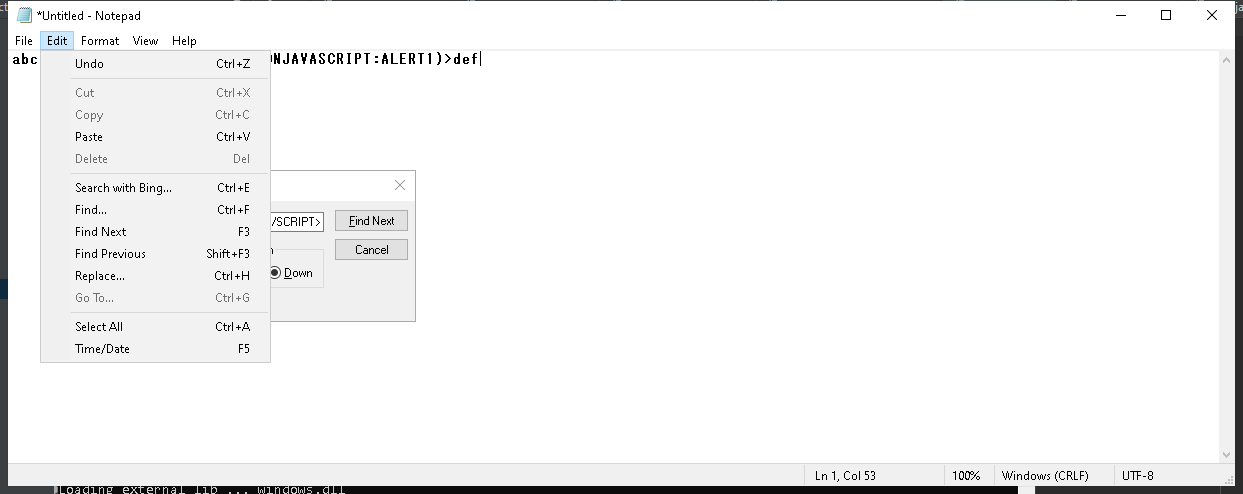 *Untitled - Notepad
File Edit Format View Help
abc NJAVASCRIPT:ALERT1)>def
Undo Ctrl+Z
Cut Ctrl+X
Copy Ctrl+C
Paste Ctrl+V
Delete Del
Search with Bing... Ctrl+E
Find... Ctrl+F
Find Next F3
Find Previous Shift+F3
Replace... Ctrl+H
Go To... Ctrl+G
Select All Ctrl+A
Time/Date F5
/SCRIPT> Find Next
Cancel
Down
Ln 1, Col 53 100% Windows (CRLF) UTF-8
Loading external lib ... windows.dll